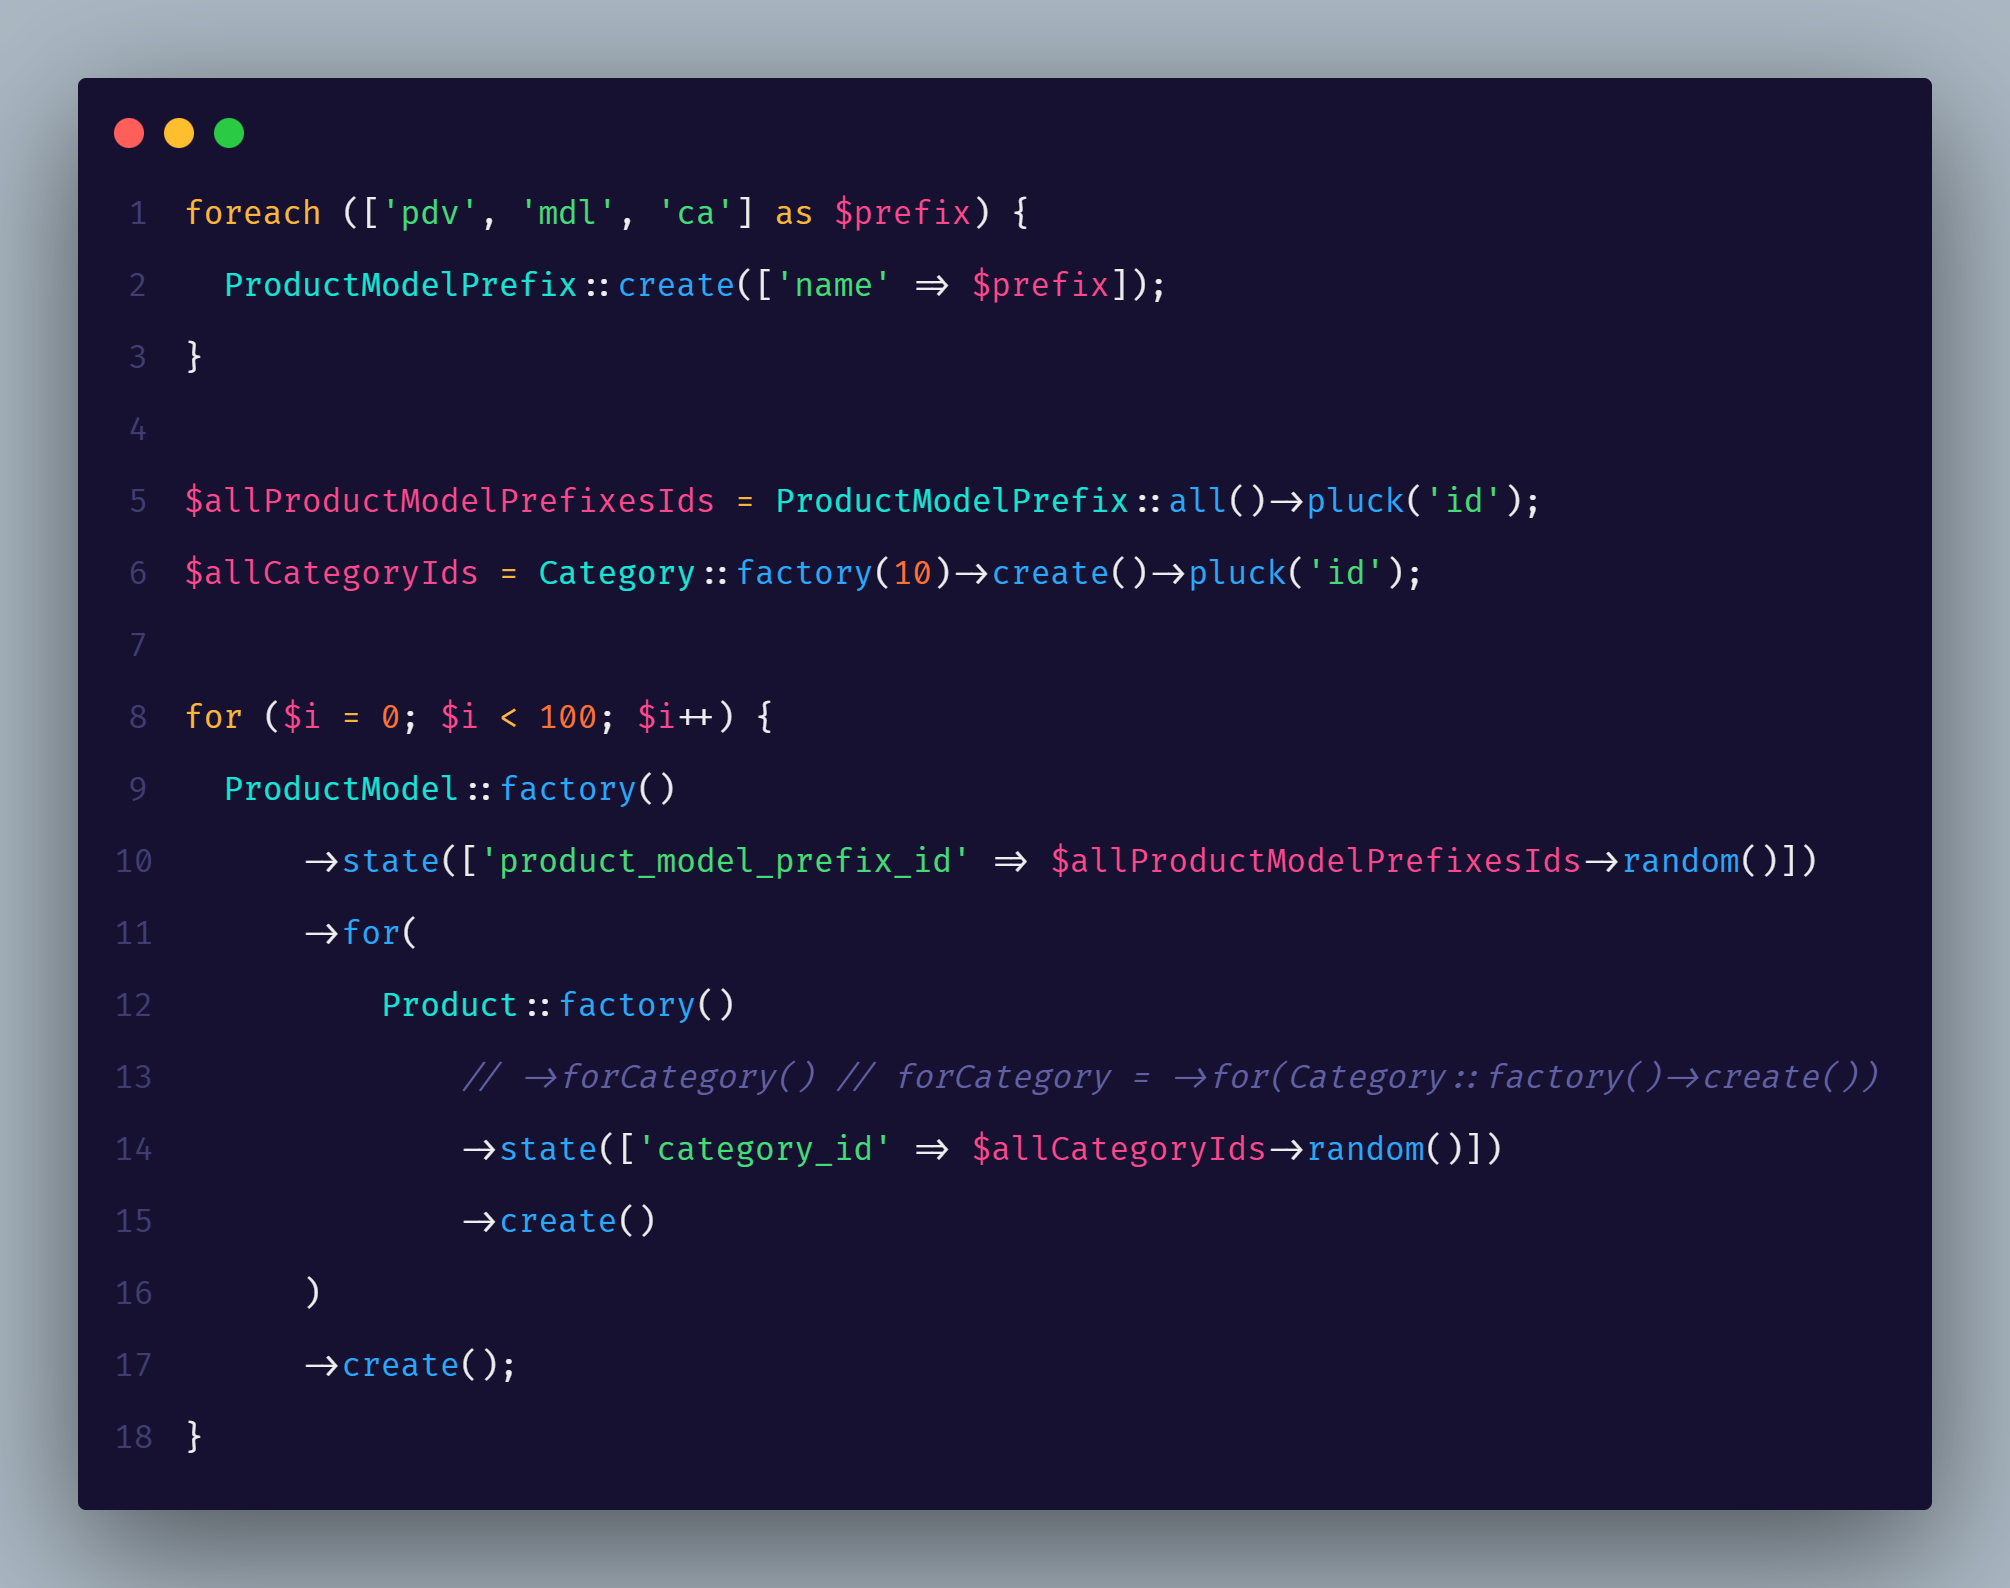 1 foreach (['pdv', 'mdl', 'ca'] as $prefix) {
2   ProductModelPrefix::create(['name' => $prefix]);
3 }
4
5 $allProductModelPrefixesIds = ProductModelPrefix::all()->pluck('id');
6 $allCategoryIds = Category::factory(10)->create()->pluck('id');
7
8 for ($i = 0; $i < 100; $i++) {
9   ProductModel::factory()
10       ->state(['product_model_prefix_id' => $allProductModelPrefixesIds->random()])
11       ->for(
12           Product::factory()
13               // ->forCategory() // forCategory = ->for(Category::factory()->create())
14               ->state(['category_id' => $allCategoryIds->random()])
15               ->create()
16       )
17       ->create();
18 }